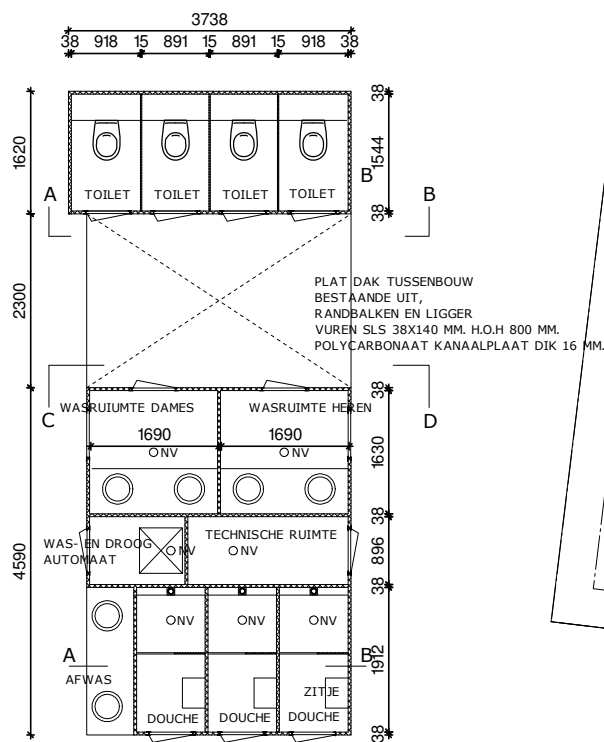 3738
38 918 15 891 15 891 15 918 38
38
1620
1544
TOILET TOILET TOILET TOILET
B
A
B
38
2300
PLAT DAK TUSSENBOUW
BESTAANDE UIT,
RANDBALKEN EN LIGGER
VUREN SLS 38X140 MM. H.O.H 800 MM.
POLYCARBONAAT KANAALPLAAT DIK 16 MM.
38
C
WASRUIUMTE DAMES WASRUIMTE HEREN
D
1690 1690
NV NV
1630
38
4590
WAS- EN DROOG
AUTOMAAT
NV
TECHNISCHE RUIMTE
NV
896
38
NV NV NV
A
B
1912
AFWAS
ZITJE
DOUCHE DOUCHE DOUCHE
38